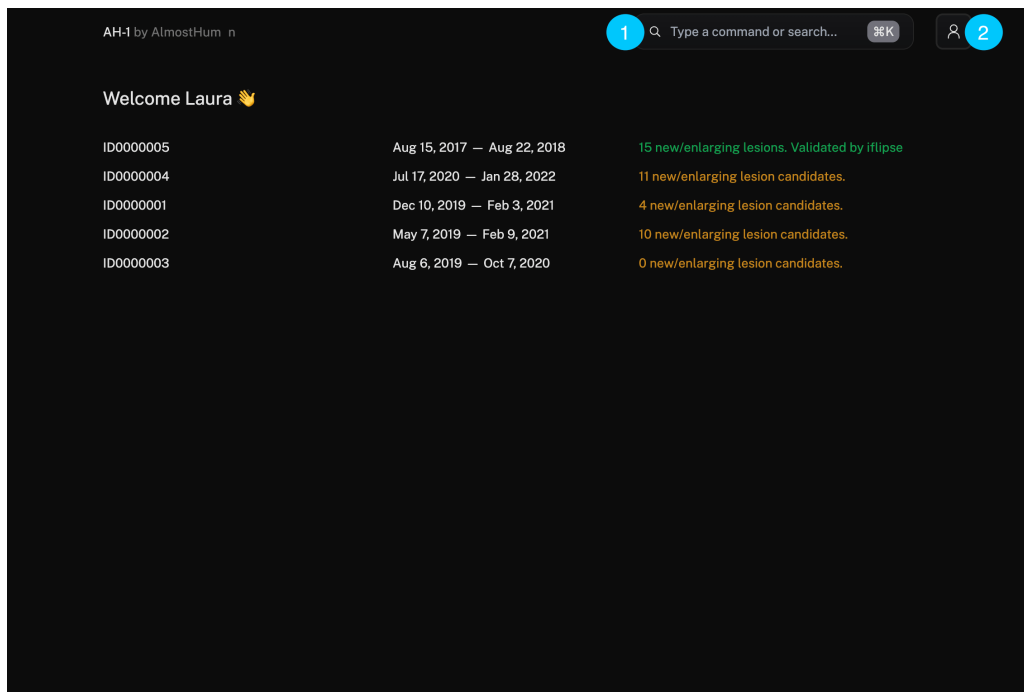 AH-1 by AlmostHum n
1
Type a command or search...
⌘K
2
Welcome Laura 👋
ID0000005 Aug 15, 2017 — Aug 22, 2018 15 new/enlarging lesions. Validated by iflipse
ID0000004 Jul 17, 2020 — Jan 28, 2022 11 new/enlarging lesion candidates.
ID0000001 Dec 10, 2019 — Feb 3, 2021 4 new/enlarging lesion candidates.
ID0000002 May 7, 2019 — Feb 9, 2021 10 new/enlarging lesion candidates.
ID0000003 Aug 6, 2019 — Oct 7, 2020 0 new/enlarging lesion candidates.